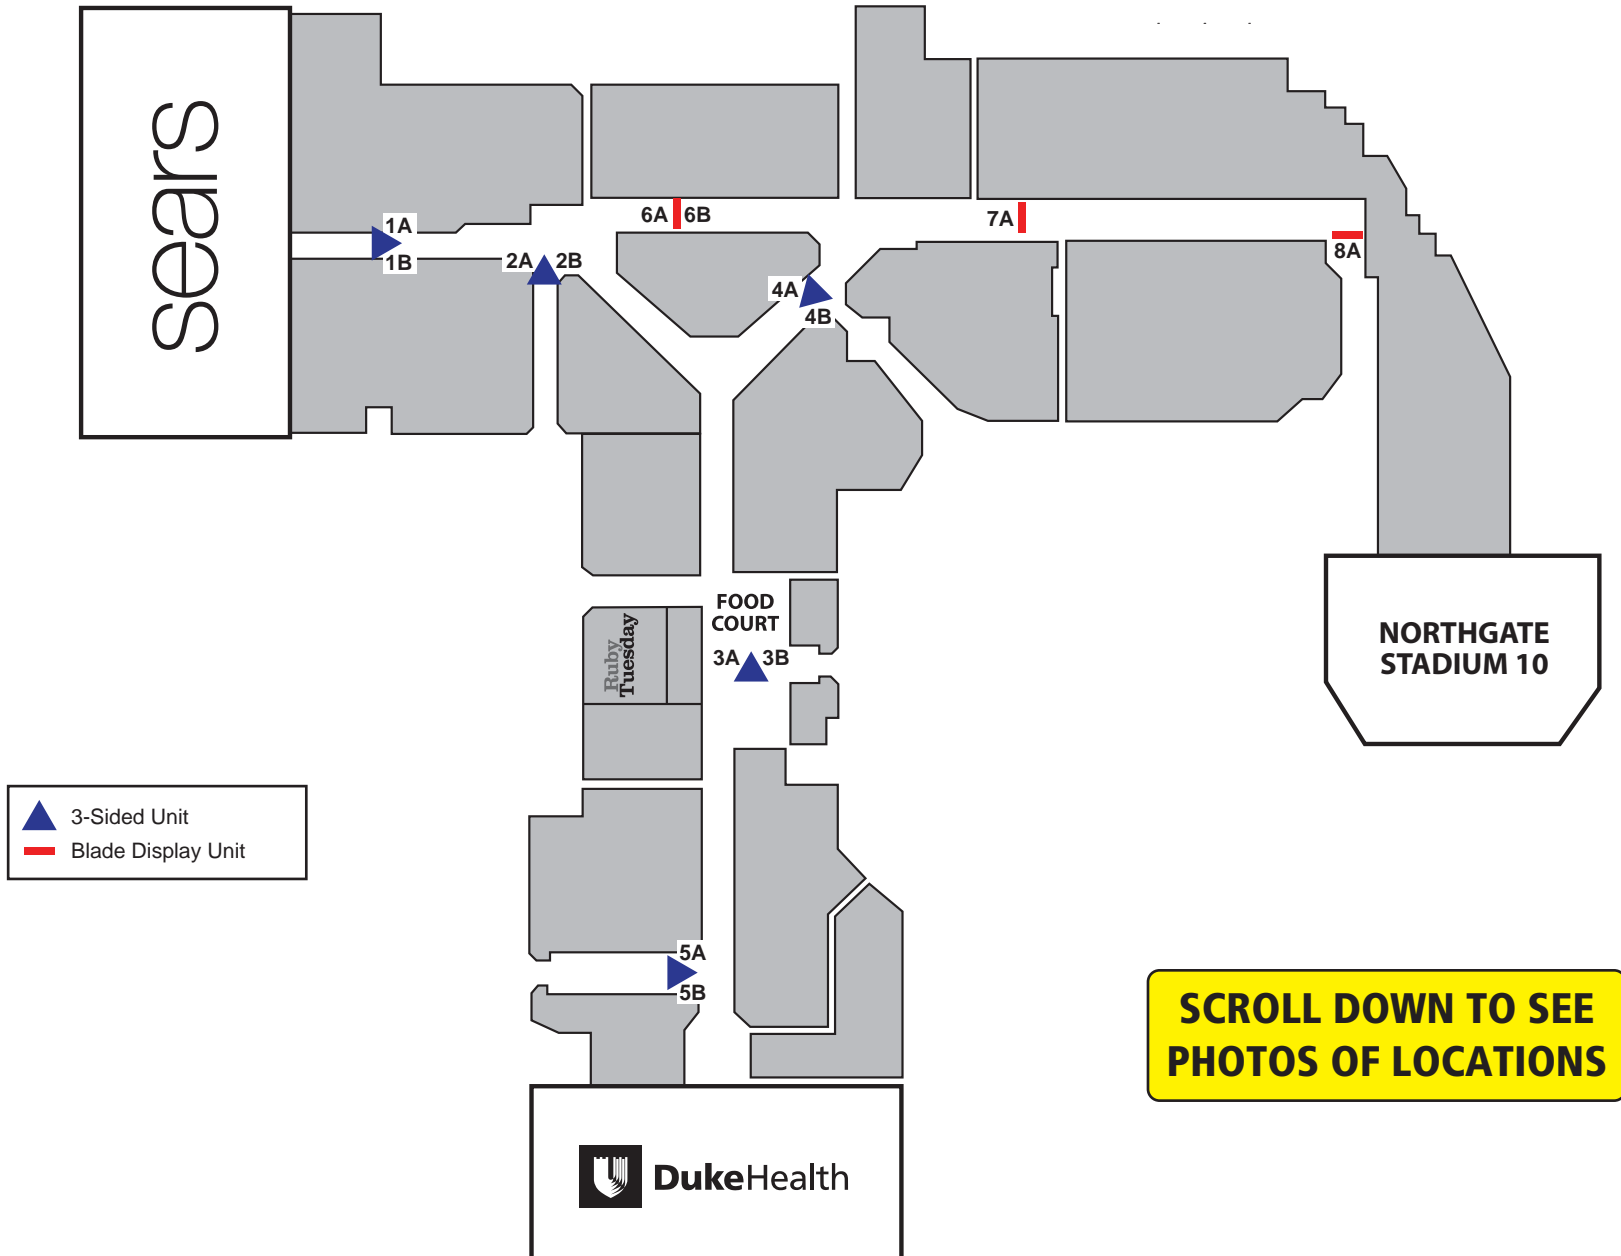 sears
1A
1B
2A 2B
6A 6B
4A
4B
7A
8A
FOOD
COURT
3A 3B
Ruby
Tuesday
NORTHGATE
STADIUM 10
3-Sided Unit
Blade Display Unit
5A
5B
SCROLL DOWN TO SEE
PHOTOS OF LOCATIONS
DukeHealth